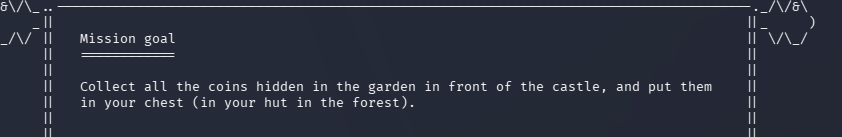 Mission goal
============
Collect all the coins hidden in the garden in front of the castle, and put them
in your chest (in your hut in the forest).